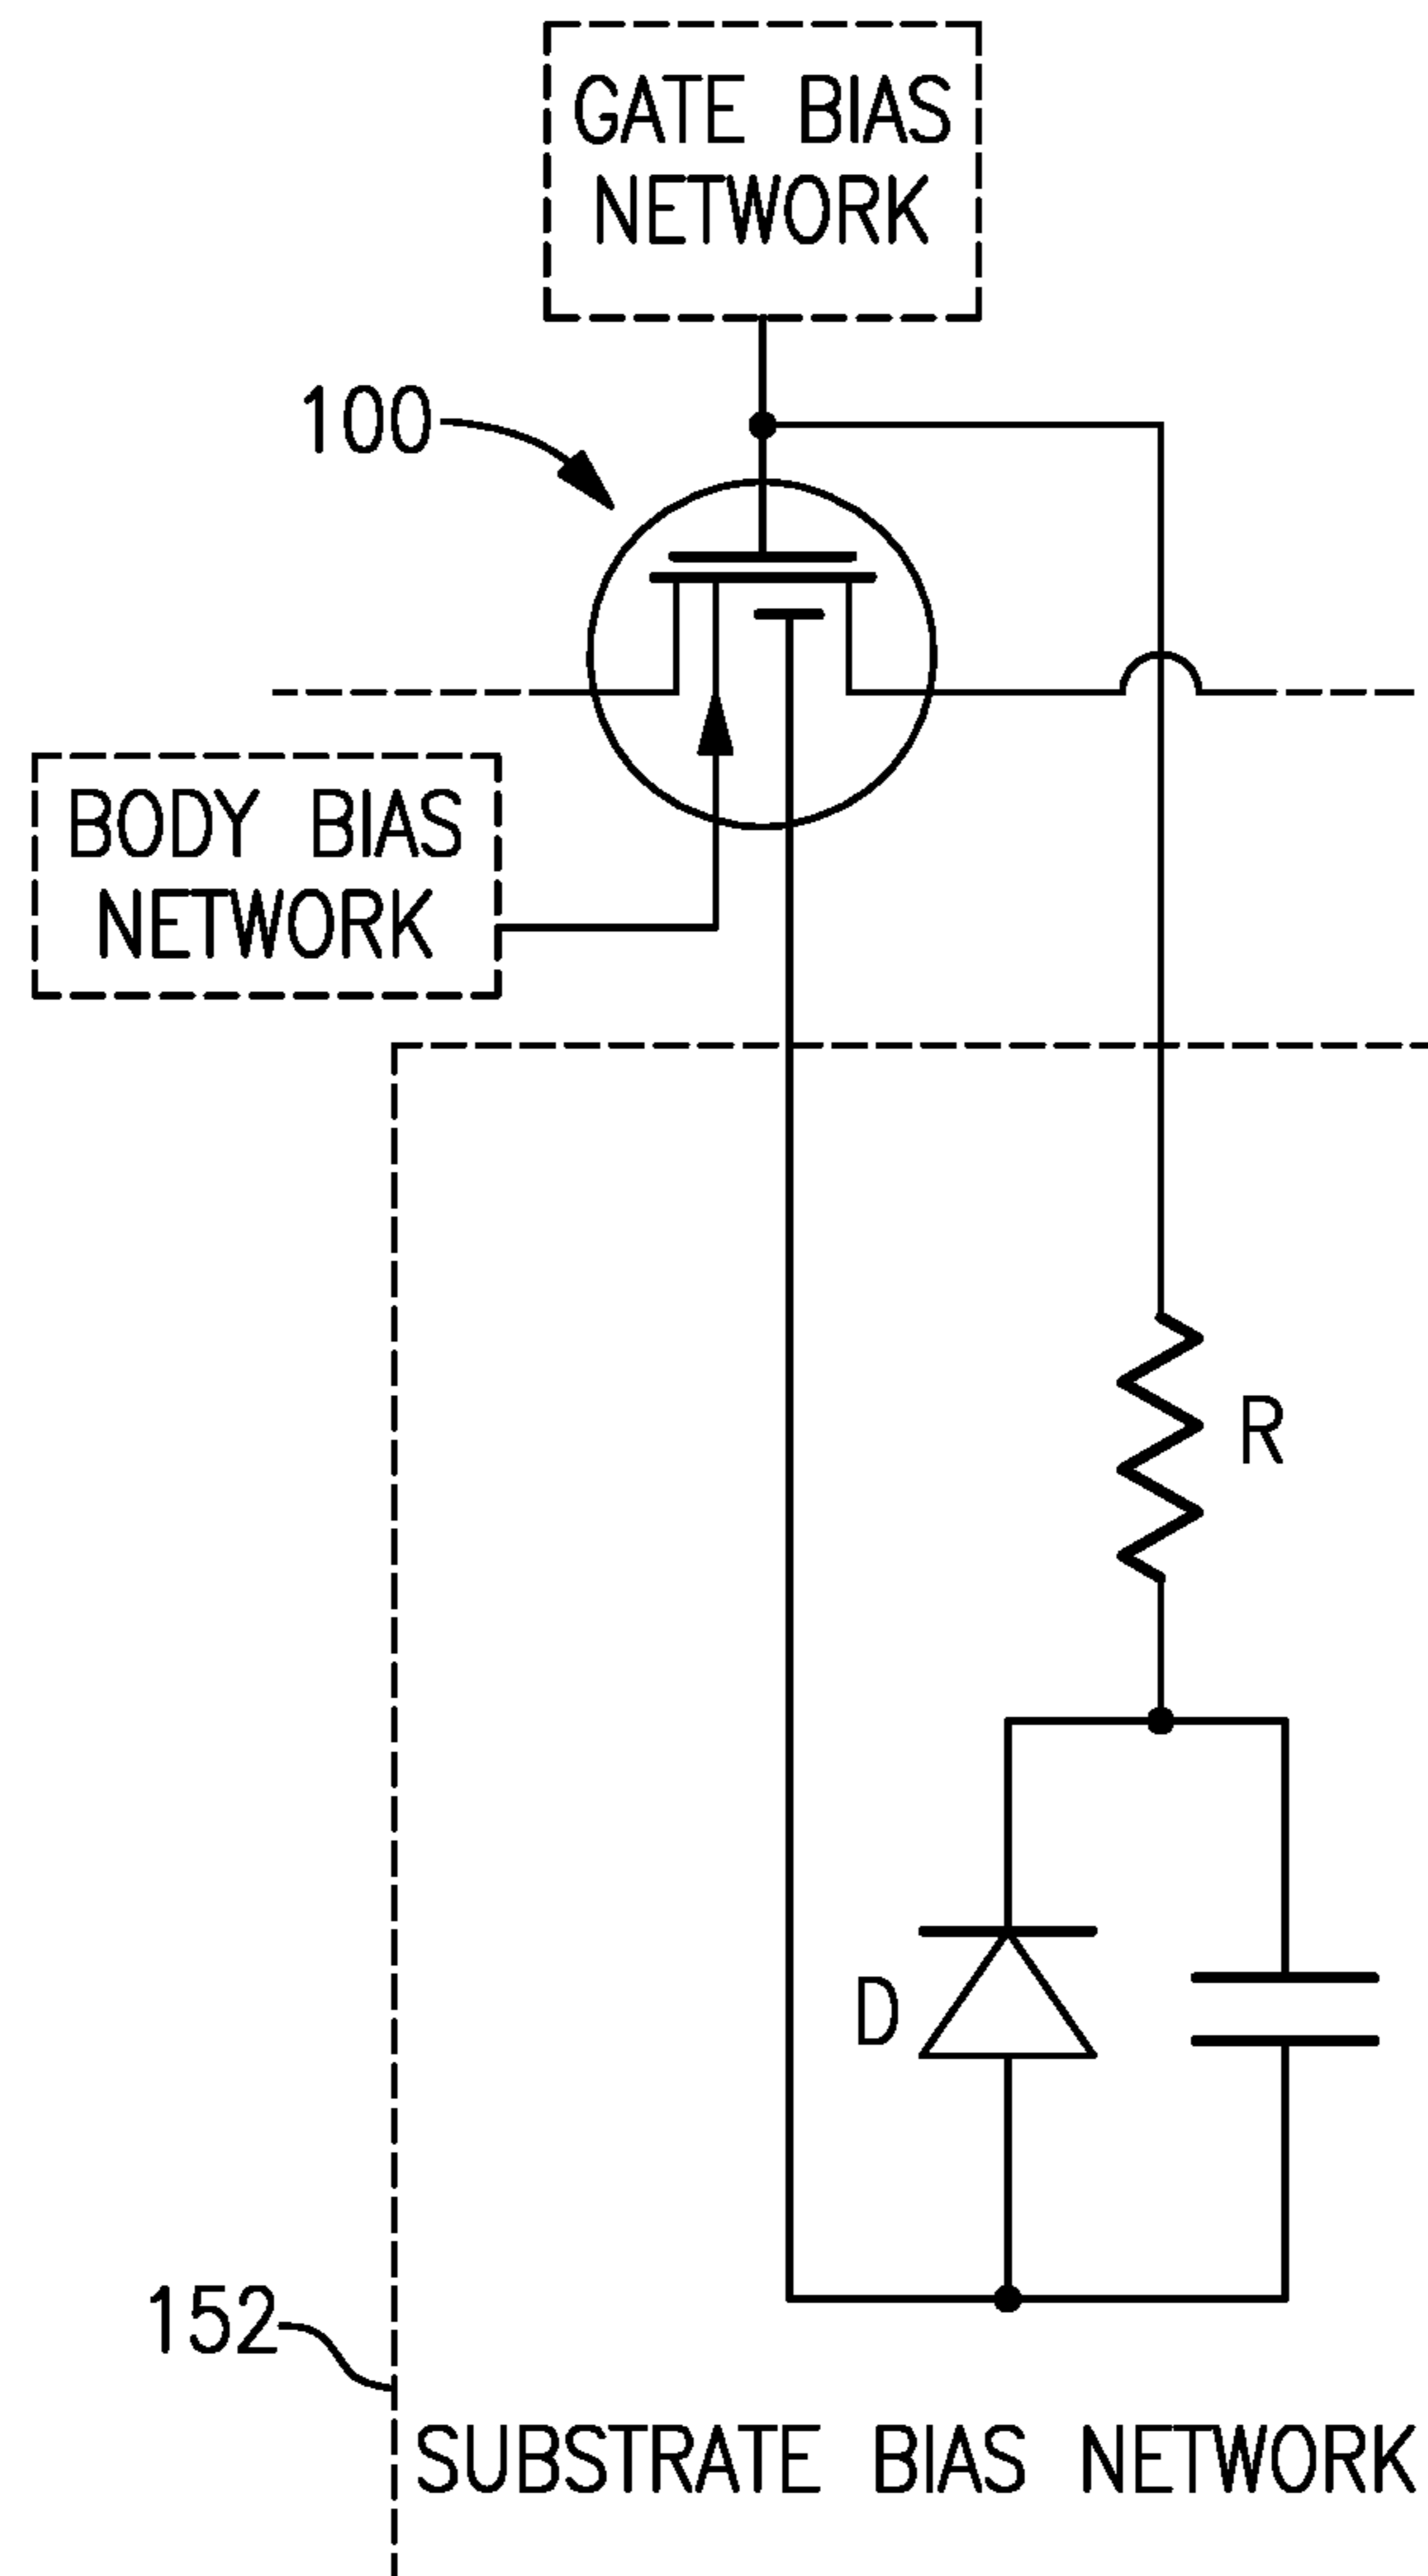 GATE BIAS
NETWORK
100
BODY BIAS
NETWORK
R
D
152
SUBSTRATE BIAS NETWORK